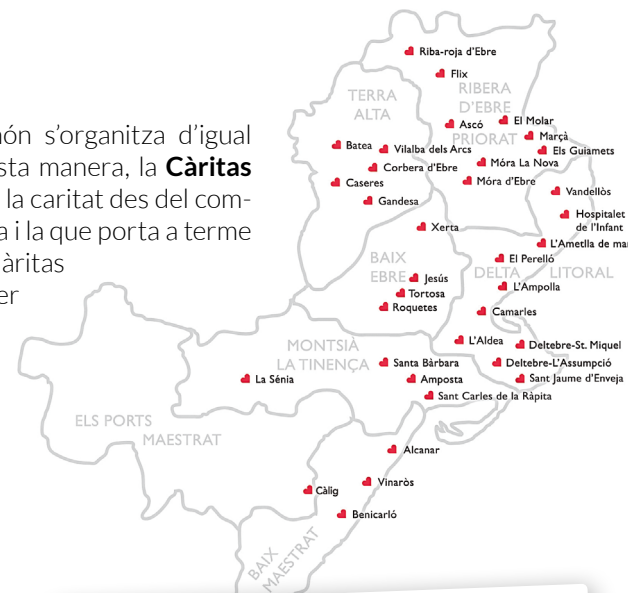 món s'organitza d'igual
sta manera, la Càritas
la caritat des del com-
a i la que porta a terme
àritas
er
Riba-roja d'Ebre
Flix
RIBERA
D'EBRE
TERRA
ALTA
Ascó
El Molar
PRIORAT
Marçà
Batea
Vilalba dels Arcs
Els Guiamets
Corbera d'Ebre
Móra La Nova
Caseres
Móra d'Ebre
Vandellòs
Gandesa
Hospitalet
de l'Infant
Xerta
L'Ametlla de mar
BAIX
EBRE
El Perelló
Jesús
DELTA
LITORAL
L'Ampolla
Tortosa
Roquetes
Camarles
MONTSIÀ
LA TINENÇA
L'Aldea
Deltebre-St. Miquel
Santa Bàrbara
Deltebre-L'Assumpció
La Sénia
Amposta
Sant Jaume d'Enveja
Sant Carles de la Ràpita
ELS PORTS
MAESTRAT
Alcanar
Vinaròs
Càlig
Benicarló
BAIX
MAESTRAT